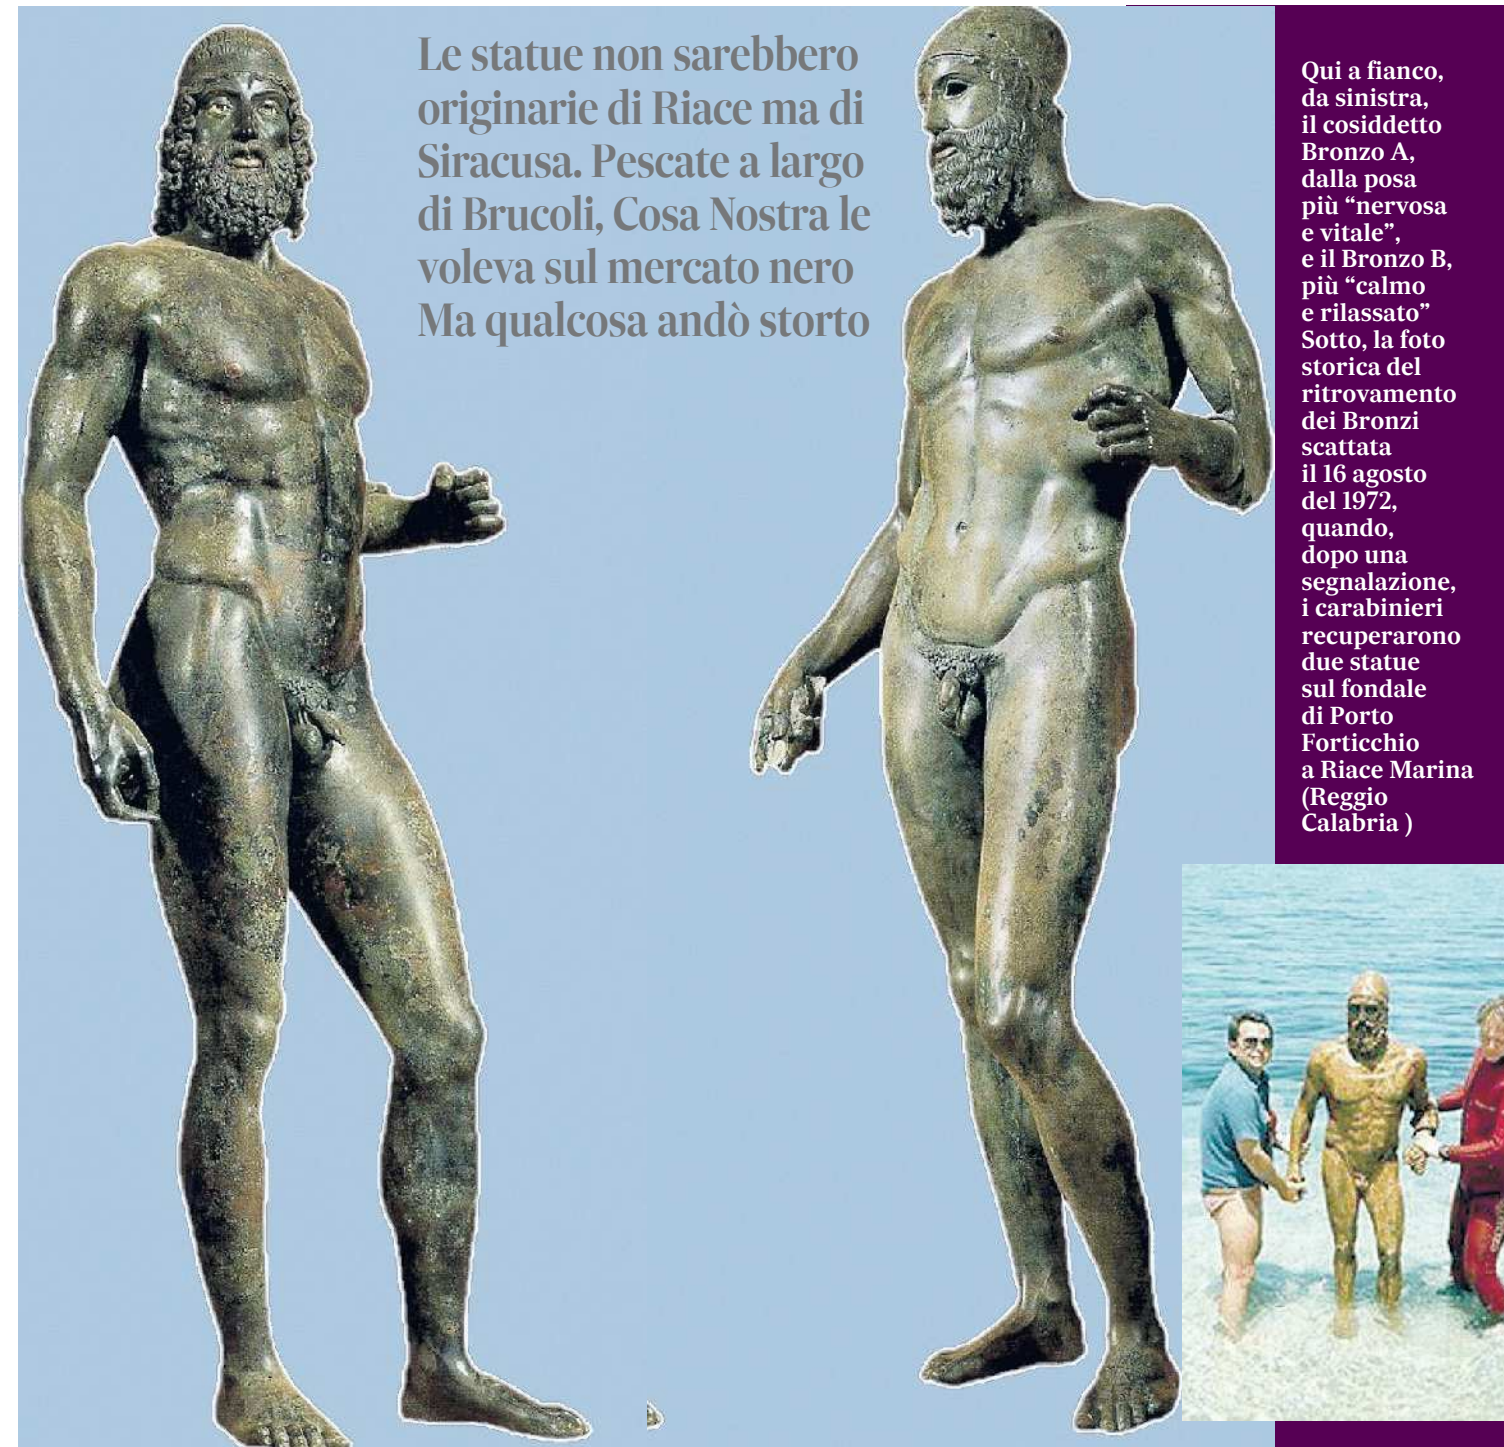 Le statue non sarebbero
originarie di Riace ma di
Siracusa. Pescate a largo
di Brucoli, Cosa Nostra le
voleva sul mercato nero
Ma qualcosa andò storto
Qui a fianco,
da sinistra,
il cosiddetto
Bronzo A,
dalla posa
più “nervosa
e vitale”,
e il Bronzo B,
più “calmo
e rilassato”
Sotto, la foto
storica del
ritrovamento
dei Bronzi
scattata
il 16 agosto
del 1972,
quando,
dopo una
segnalazione,
i carabinieri
recuperarono
due statue
sul fondale
di Porto
Forticchio
a Riace Marina
(Reggio
Calabria )